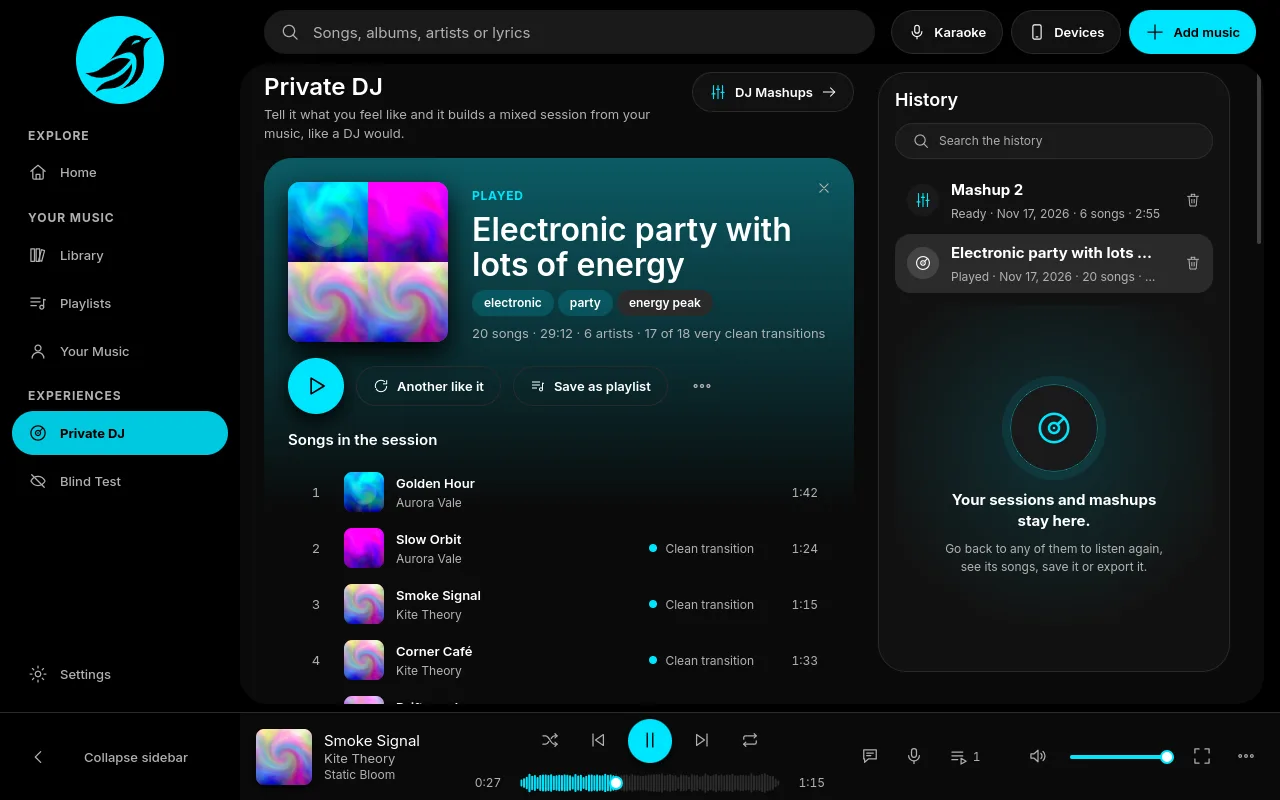 Songs, albums, artists or lyrics
Karaoke
Devices
Add music
EXPLORE
Home
YOUR MUSIC
Library
Playlists
Your Music
EXPERIENCES
Private DJ
Blind Test
Settings
Collapse sidebar
Private DJ
Tell it what you feel like and it builds a mixed session from your
music, like a DJ would.
DJ Mashups
PLAYED
Electronic party with
lots of energy
electronic
party
energy peak
20 songs · 29:12 · 6 artists · 17 of 18 very clean transitions
Another like it
Save as playlist
Songs in the session
1
Golden Hour
Aurora Vale
1:42
2
Slow Orbit
Aurora Vale
Clean transition
1:24
3
Smoke Signal
Kite Theory
Clean transition
1:15
4
Corner Café
Kite Theory
Clean transition
1:33
History
Search the history
Mashup 2
Ready · Nov 17, 2026 · 6 songs · 2:55
Electronic party with lots ...
Played · Nov 17, 2026 · 20 songs · ...
Your sessions and mashups
stay here.
Go back to any of them to listen again,
see its songs, save it or export it.
Smoke Signal
Kite Theory
Static Bloom
0:27
1:15
1